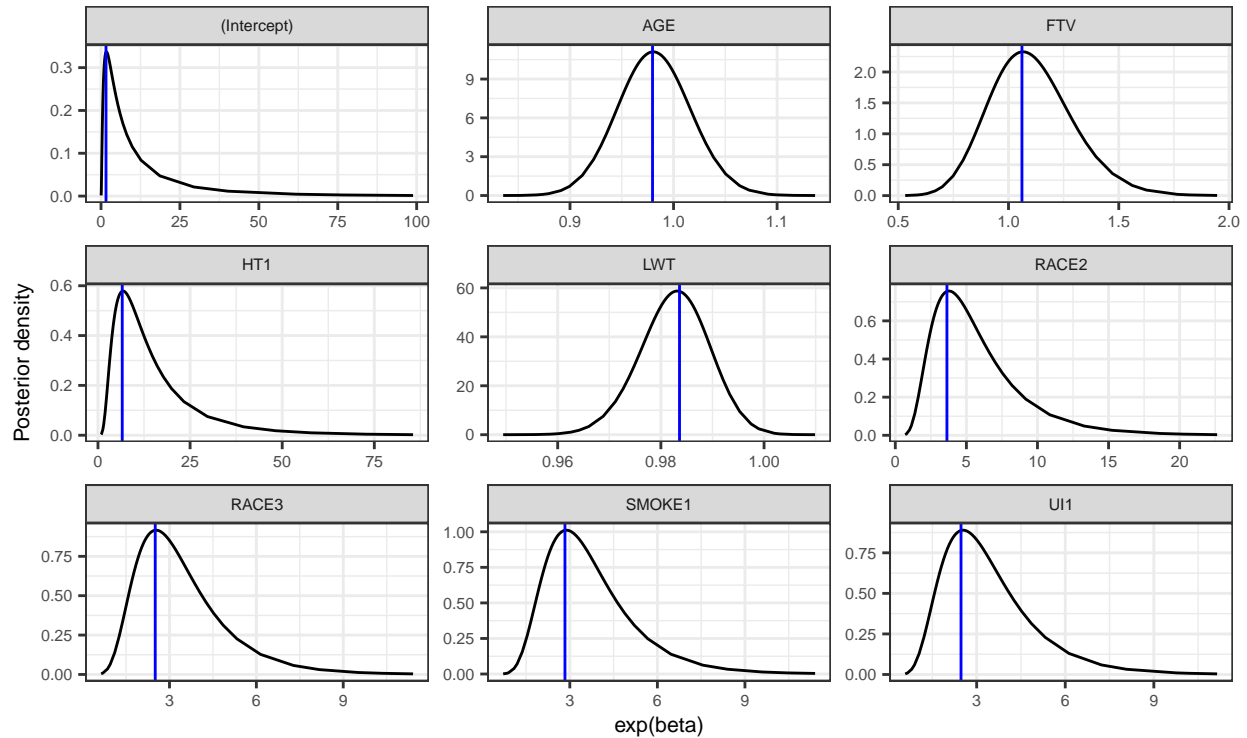 (Intercept) AGE FTV
0.3
0.2
0.1
0.0
0 25 50 75 100
9
6
3
0
0.9 1.0 1.1
2.0
1.5
1.0
0.5
0.0
0.5 1.0 1.5 2.0
HT1 LWT RACE2
0.6
0.4
0.2
0.0
0 25 50 75
60
40
20
0
0.96 0.98 1.00
0.6
0.4
0.2
0.0
0 5 10 15 20
RACE3 SMOKE1 UI1
0.75
0.50
0.25
0.00
3 6 9
1.00
0.75
0.50
0.25
0.00
3 6 9
0.75
0.50
0.25
0.00
3 6 9
Posterior density
exp(beta)